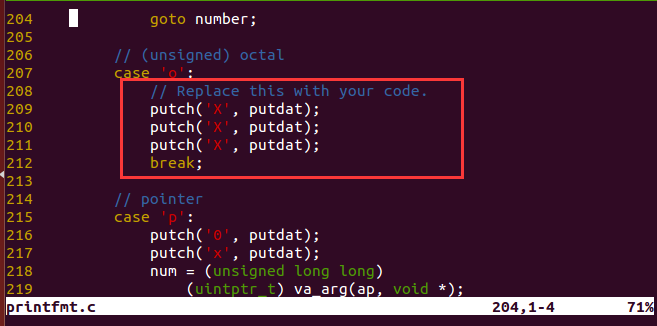 204             goto number;
205
206         // (unsigned) octal
207         case 'o':
208             // Replace this with your code.
209             putch('X', putdat);
210             putch('X', putdat);
211             putch('X', putdat);
212             break;
213
214         // pointer
215         case 'p':
216             putch('0', putdat);
217             putch('x', putdat);
218             num = (unsigned long long)
219                 (uintptr_t) va_arg(ap, void *);
printfmt.c 204,1-4 71%